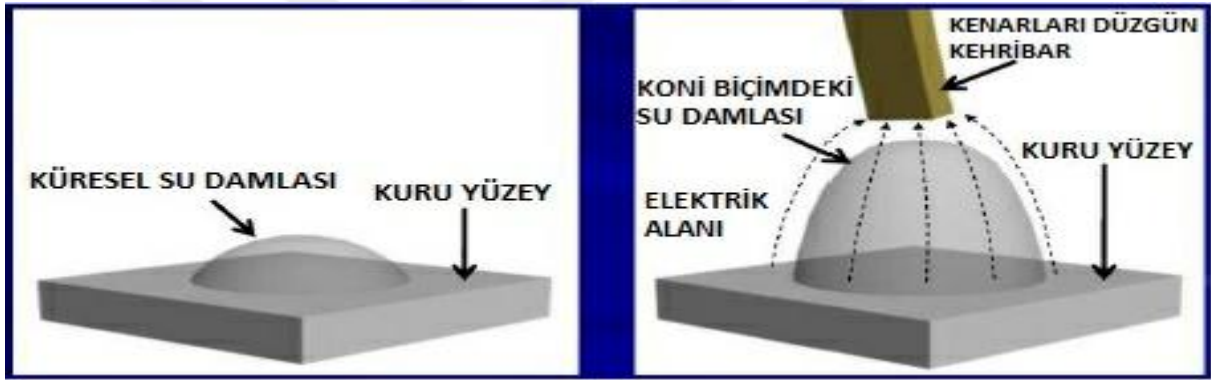 KÜRESEL SU DAMLASI
KURU YÜZEY
KENARLARI DÜZGÜN
KEHRİBAR
KONİ BİÇİMDEKİ
SU DAMLASI
KURU YÜZEY
ELEKTRİK
ALANI